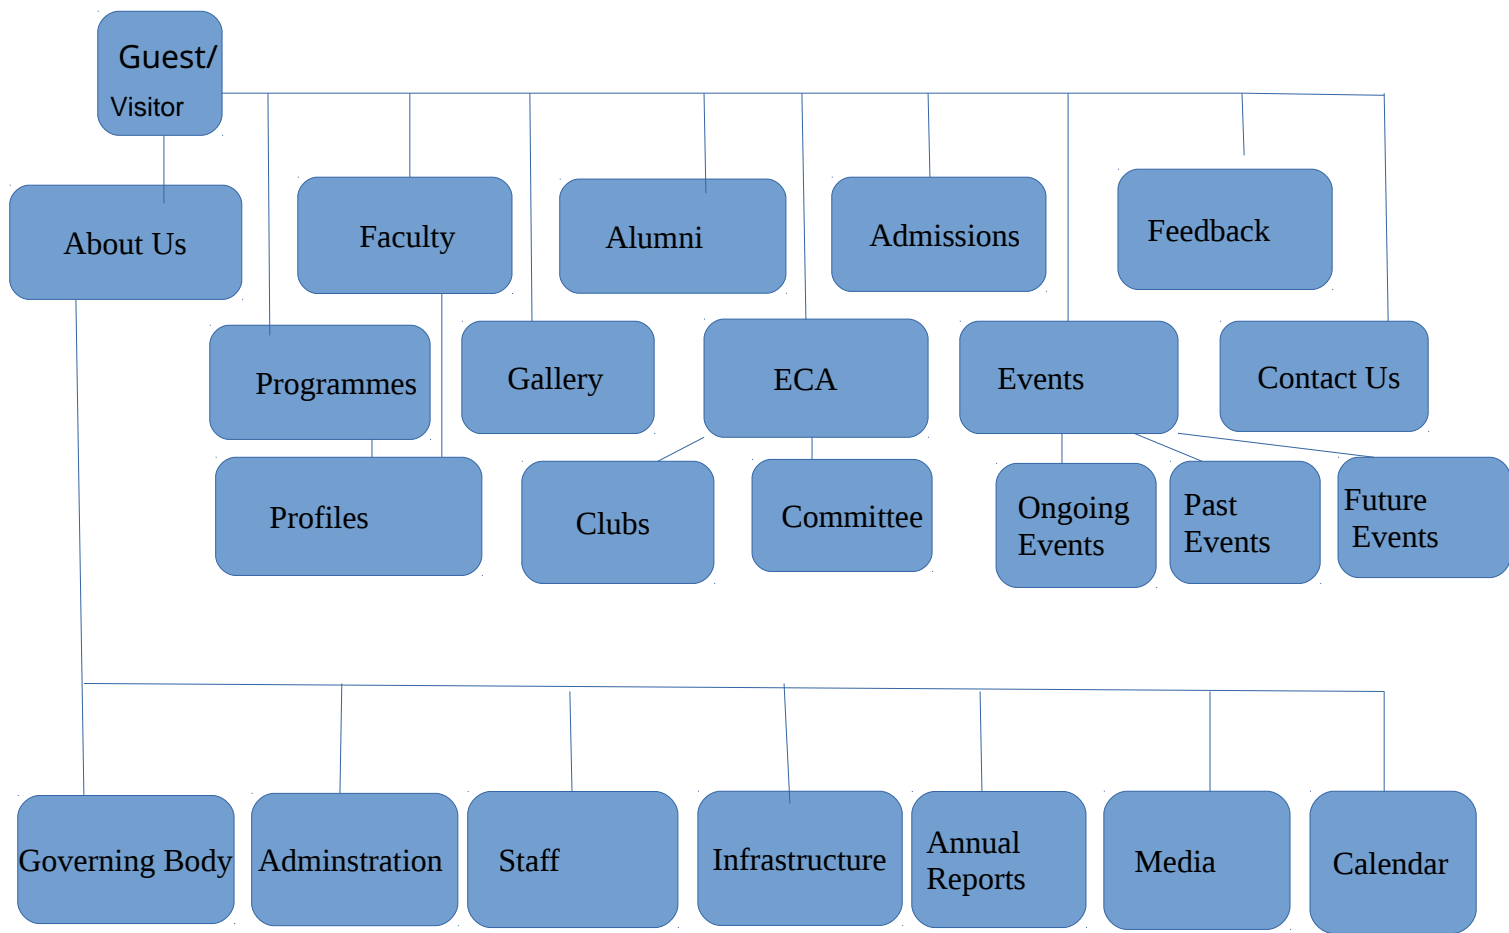 Guest/
Visitor
About Us
Faculty
Alumni
Admissions
Feedback
Programmes
Gallery
ECA
Events
Contact Us
Profiles
Clubs
Committee
Ongoing
Events
Past
Events
Future
Events
Governing Body
Adminstration
Staff
Infrastructure
Annual
Reports
Media
Calendar